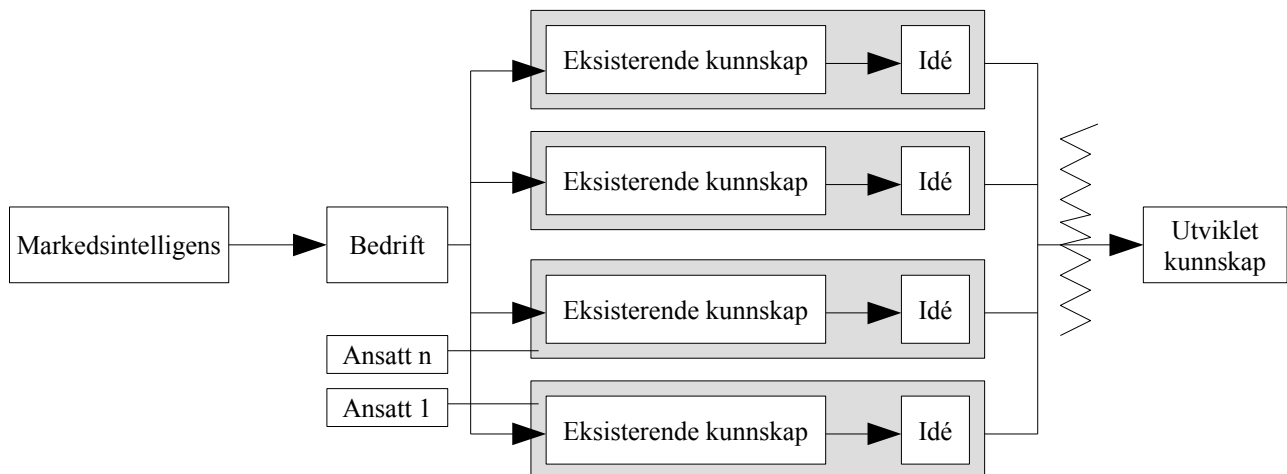 Eksisterende kunnskap
Idé
Eksisterende kunnskap
Idé
Markedsintelligens
Bedrift
Utviklet
kunnskap
Eksisterende kunnskap
Idé
Ansatt n
Ansatt 1
Eksisterende kunnskap
Idé